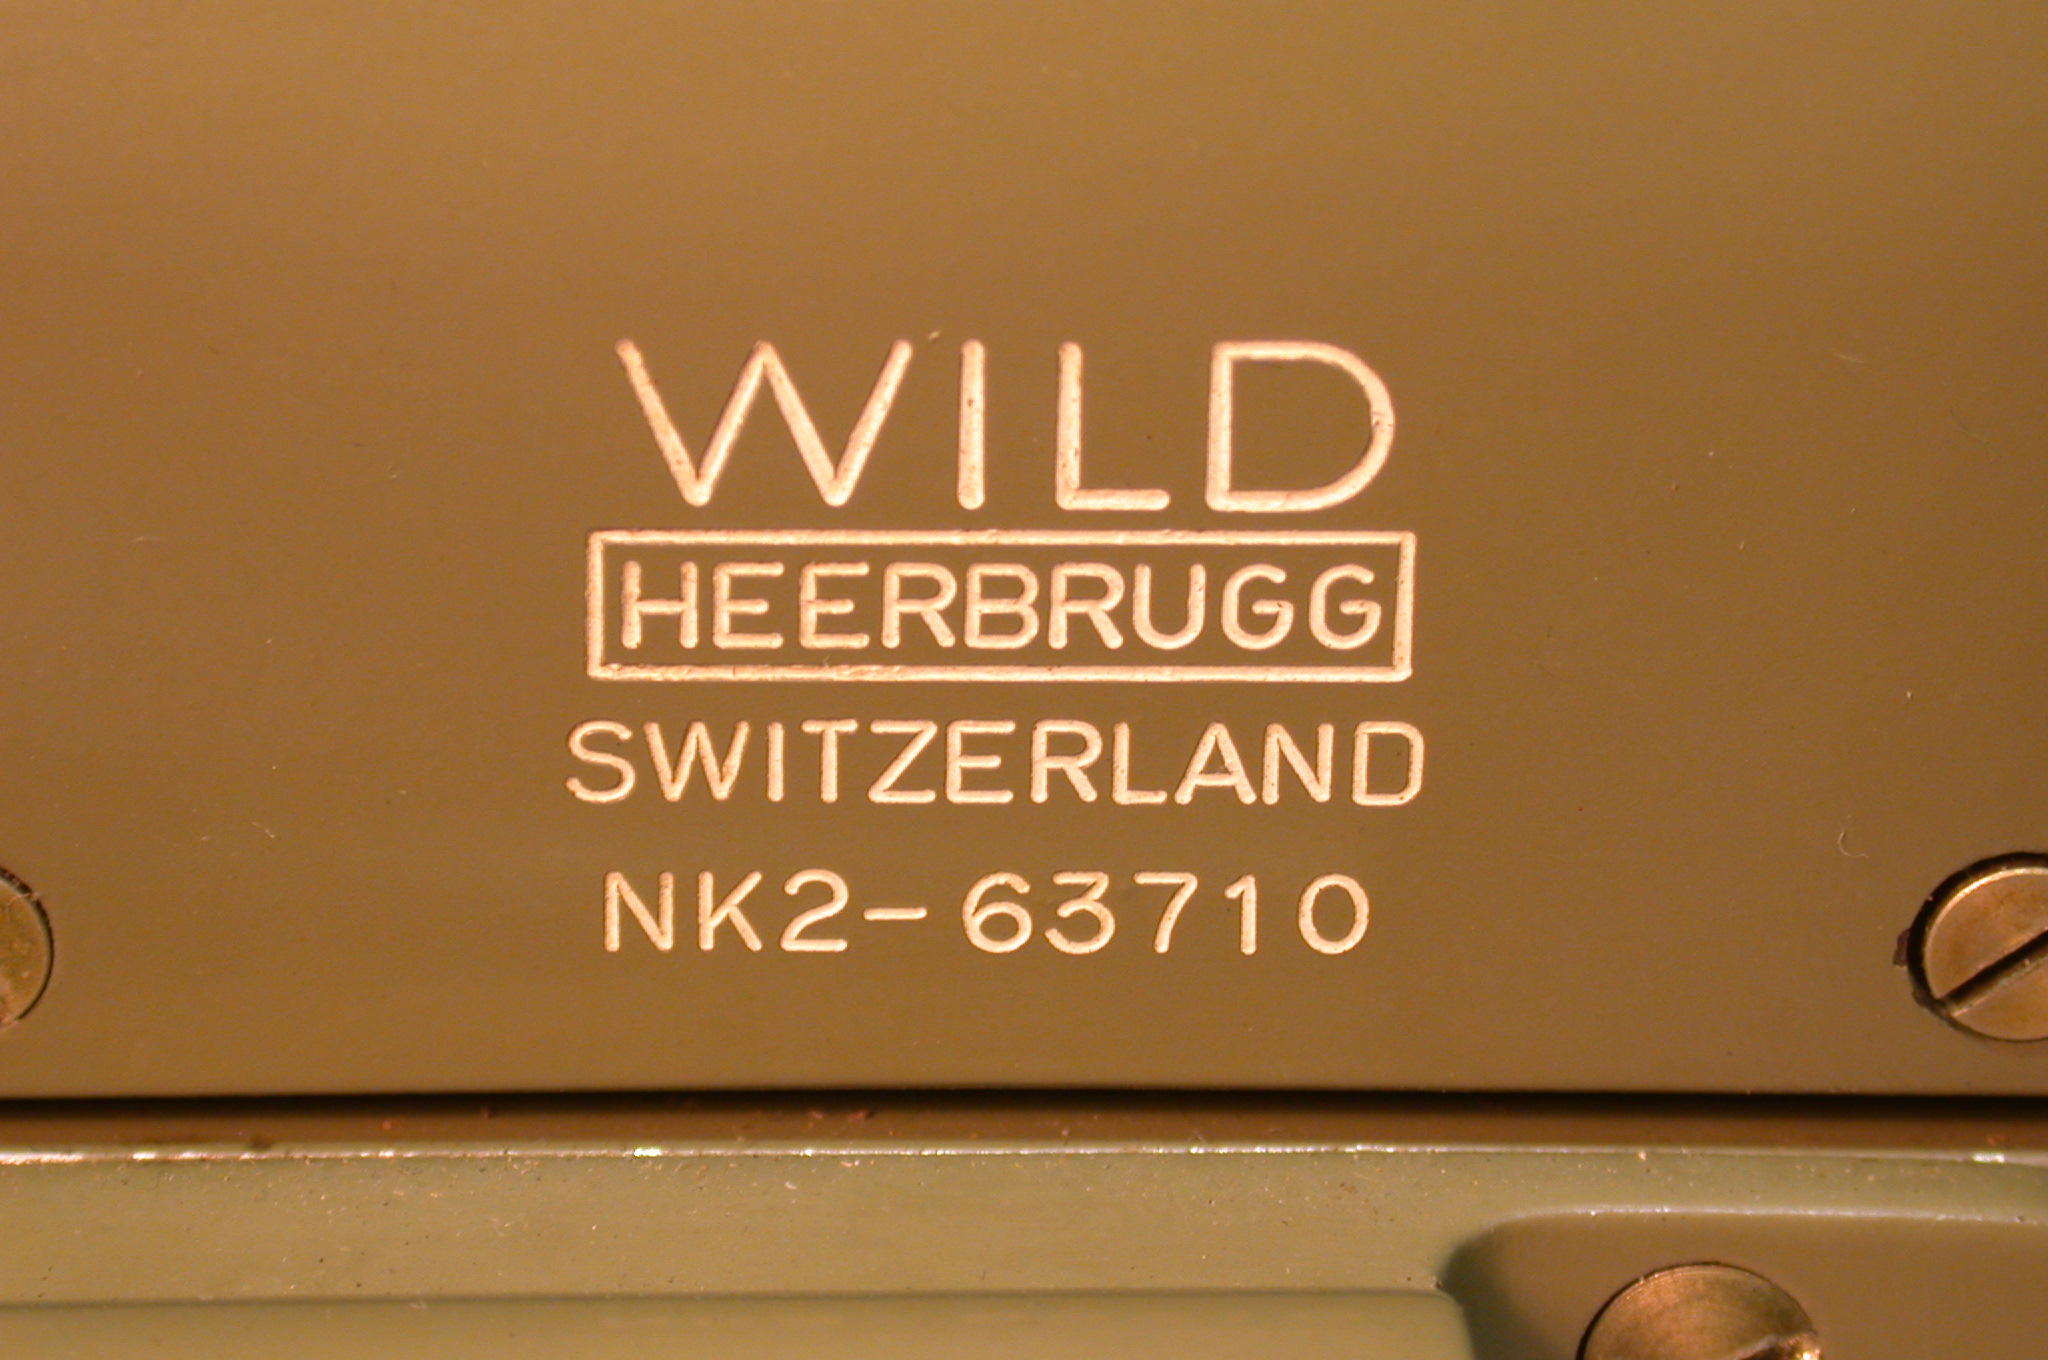 WILD
HEERBRUGG
SWITZERLAND
NK2-63710